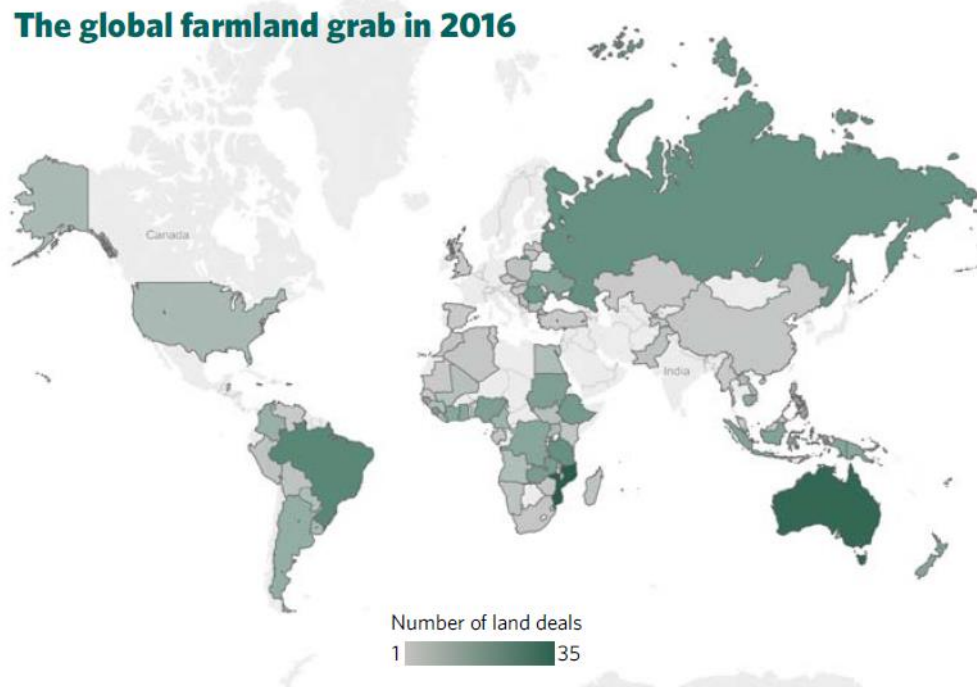 The global farmland grab in 2016
Canada
India
Number of land deals
1 35